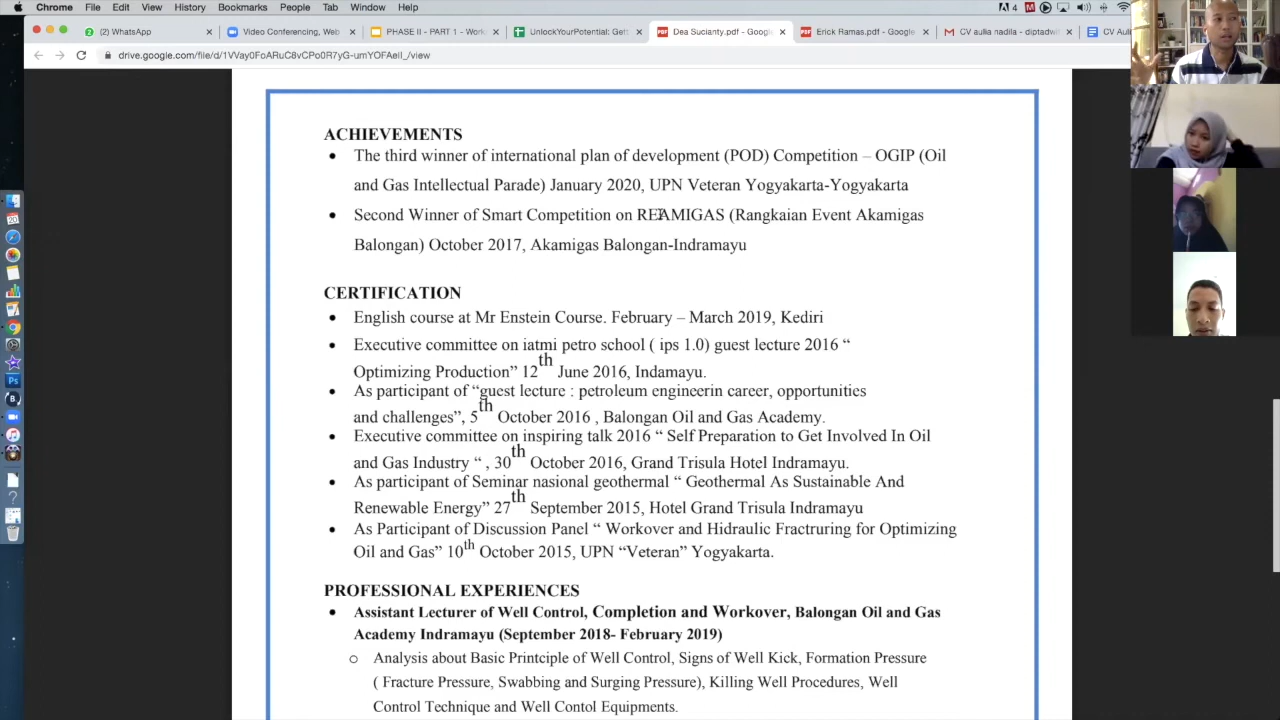 Chrome File Edit View History Bookmarks People Tab Window Help
4
(2) WhatsApp
Video Conferencing, Web
PHASE II - PART 1 - Work
UnlockYourPotential: Get
Dea Sucianty.pdf - Google
Erick Ramas.pdf - Google
CV aulia nadila - diptadwi
CV Auli
drive.google.com/file/d/1VVay0FoARuC8vCPo0R7yG-umYOFAeII_/view
ACHIEVEMENTS
• The third winner of international plan of development (POD) Competition – OGIP (Oil
and Gas Intellectual Parade) January 2020, UPN Veteran Yogyakarta-Yogyakarta
• Second Winner of Smart Competition on REAMIGAS (Rangkaian Event Akamigas
Balongan) October 2017, Akamigas Balongan-Indramayu
CERTIFICATION
• English course at Mr Enstein Course. February – March 2019, Kediri
• Executive committee on iatmi petro school ( ips 1.0) guest lecture 2016 “
Optimizing Production” 12th June 2016, Indamayu.
• As participant of “guest lecture : petroleum engineerin career, opportunities
and challenges”, 5th October 2016 , Balongan Oil and Gas Academy.
• Executive committee on inspiring talk 2016 “ Self Preparation to Get Involved In Oil
and Gas Industry “ , 30th October 2016, Grand Trisula Hotel Indramayu.
• As participant of Seminar nasional geothermal “ Geothermal As Sustainable And
Renewable Energy” 27th September 2015, Hotel Grand Trisula Indramayu
• As Participant of Discussion Panel “ Workover and Hidraulic Fractruring for Optimizing
Oil and Gas” 10th October 2015, UPN “Veteran” Yogyakarta.
PROFESSIONAL EXPERIENCES
• Assistant Lecturer of Well Control, Completion and Workover, Balongan Oil and Gas
Academy Indramayu (September 2018- February 2019)
o Analysis about Basic Printciple of Well Control, Signs of Well Kick, Formation Pressure
( Fracture Pressure, Swabbing and Surging Pressure), Killing Well Procedures, Well
Control Technique and Well Contol Equipments.